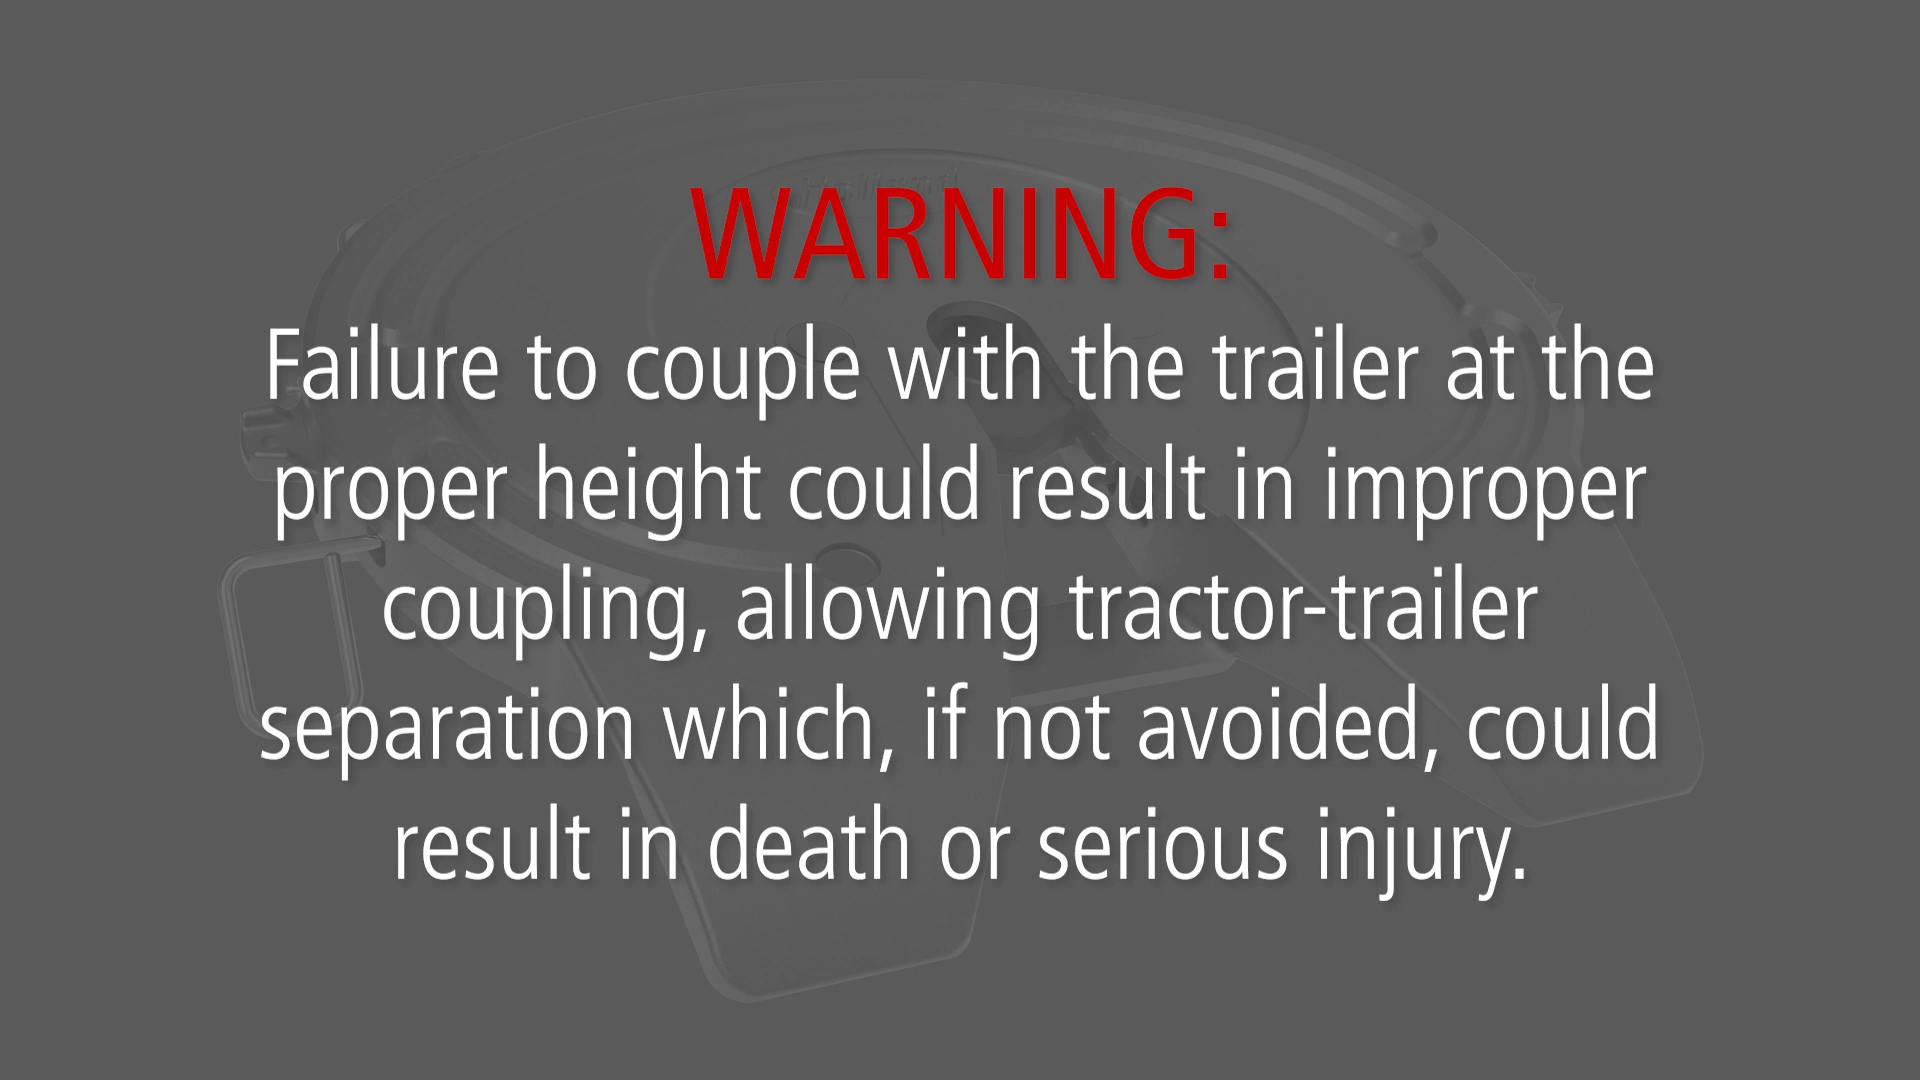 WARNING:
Failure to couple with the trailer at the
proper height could result in improper
coupling, allowing tractor-trailer
separation which, if not avoided, could
result in death or serious injury.